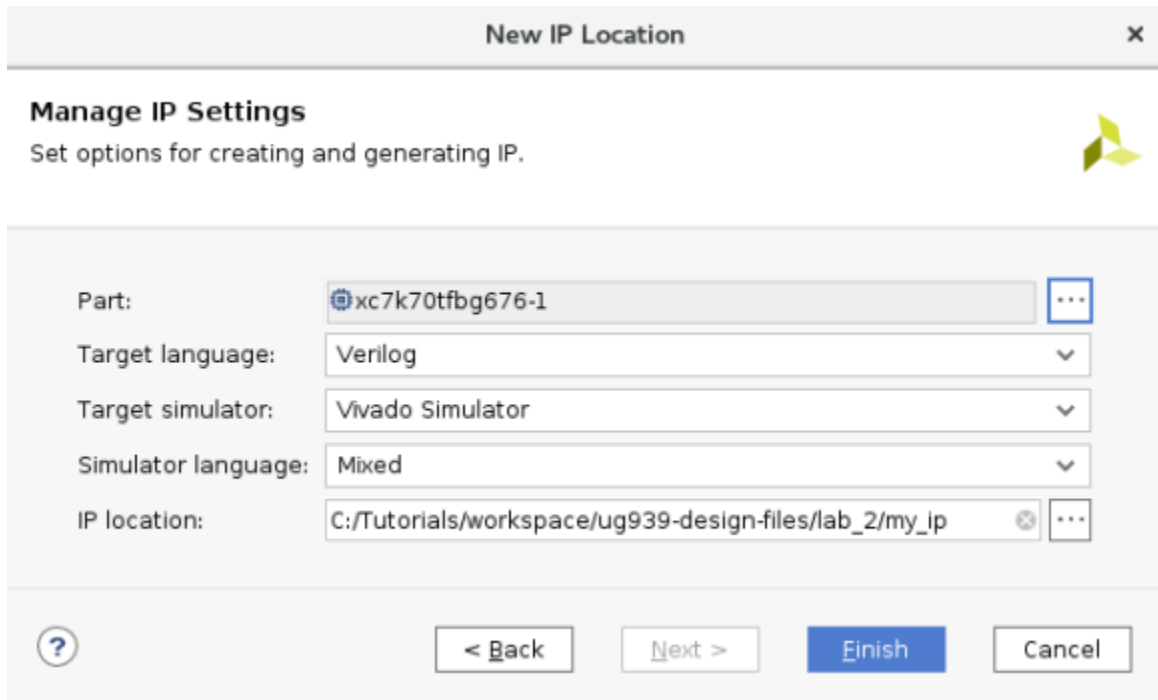 New IP Location ×
Manage IP Settings
Set options for creating and generating IP.
Part: xc7k70tfbg676-1 ...
Target language: Verilog
Target simulator: Vivado Simulator
Simulator language: Mixed
IP location: C:/Tutorials/workspace/ug939-design-files/lab_2/my_ip ...
? < Back Next > Finish Cancel